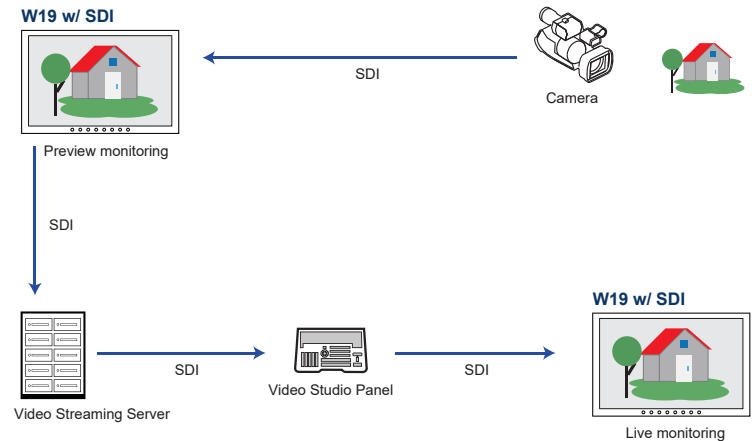 W19 w/ SDI
SDI
Camera
Preview monitoring
SDI
W19 w/ SDI
SDI
Video Studio Panel
SDI
Video Streaming Server
Live monitoring